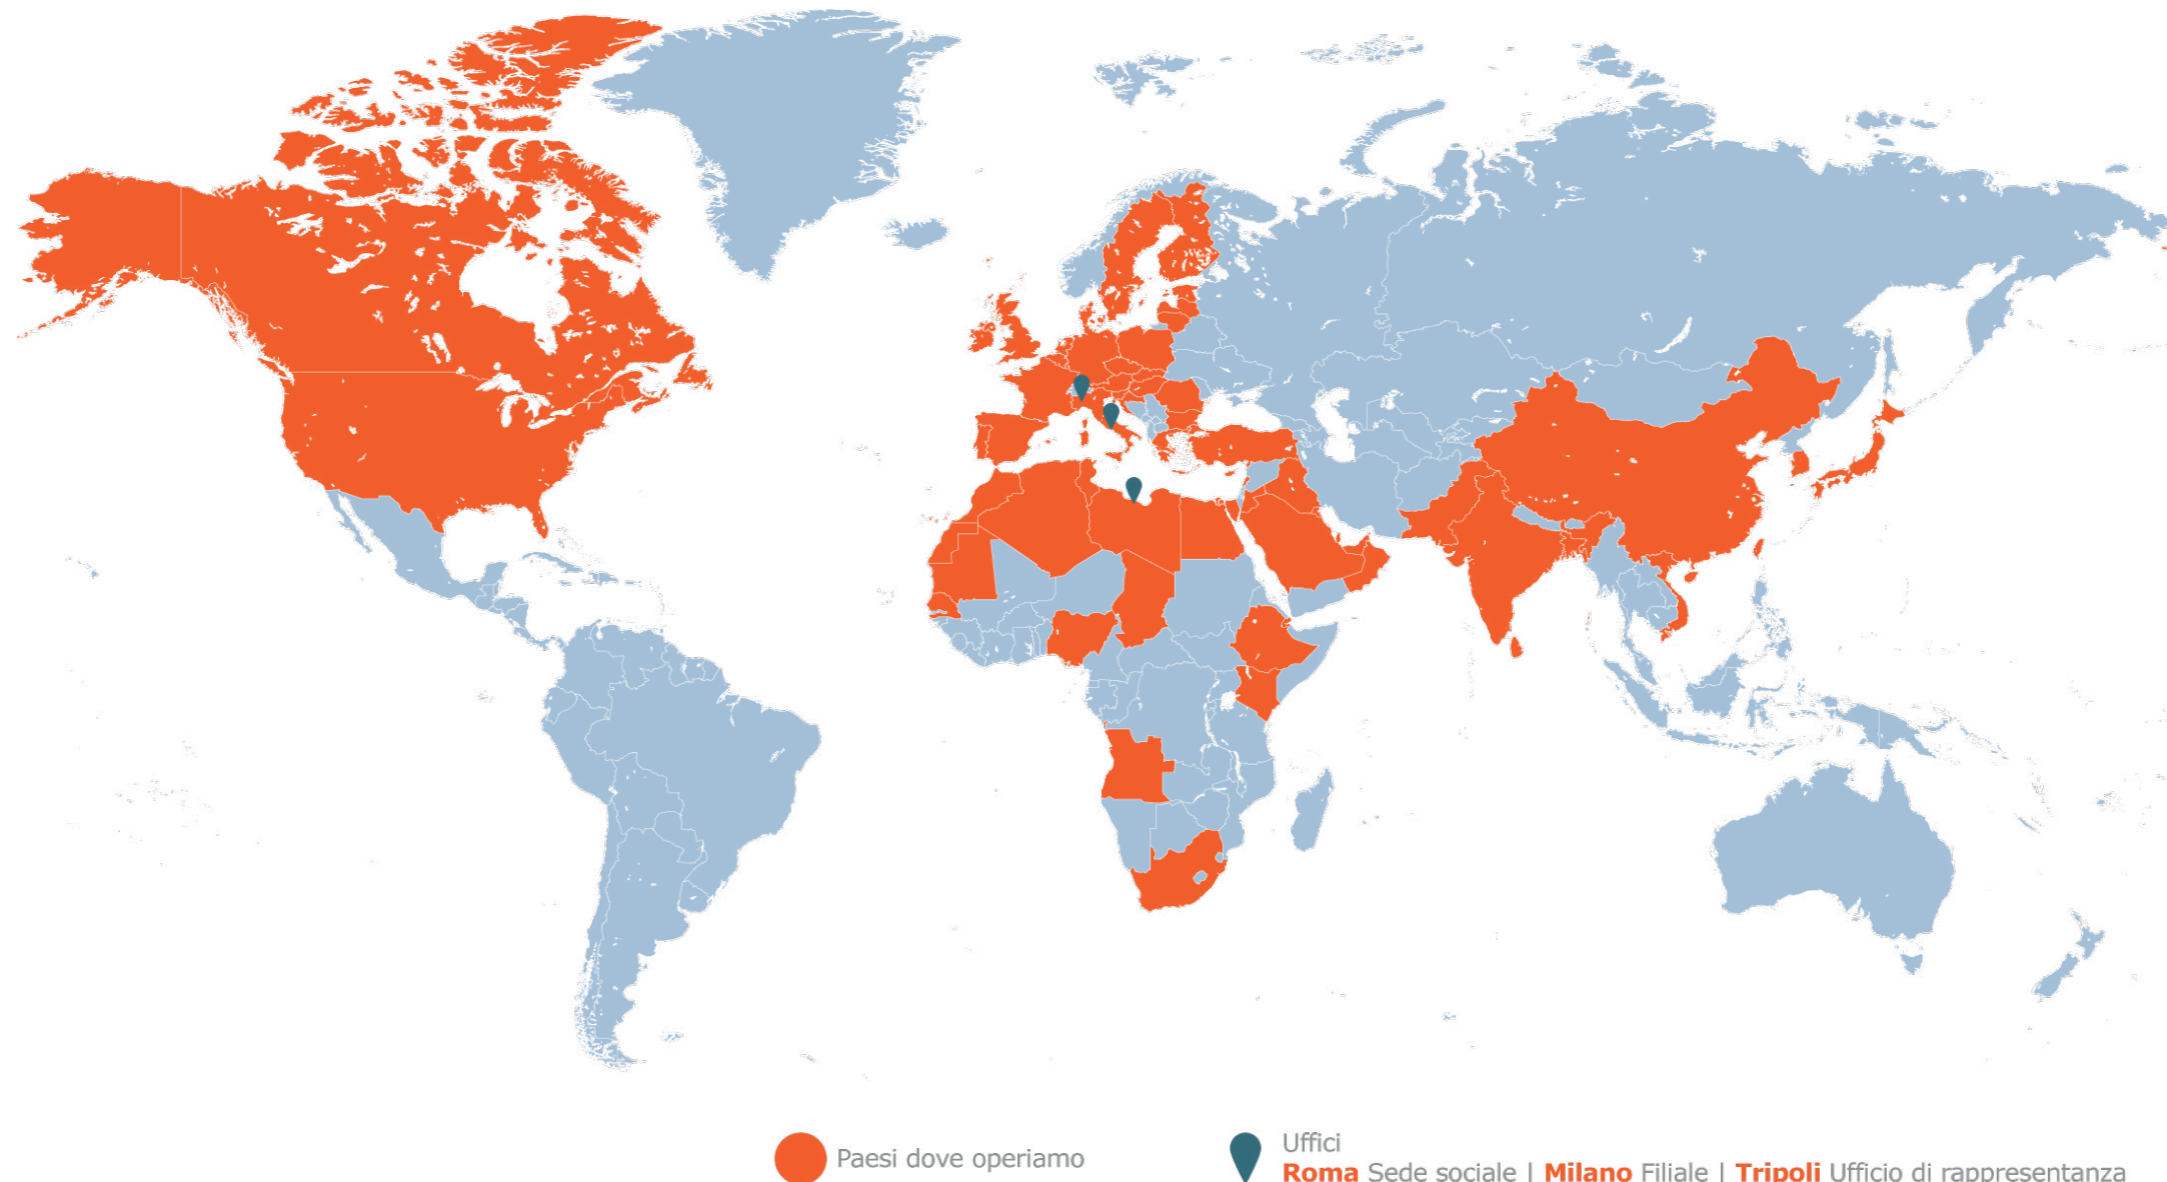 Paesi dove operiamo
Uffici
Roma Sede sociale | Milano Filiale | Tripoli Ufficio di rappresentanza